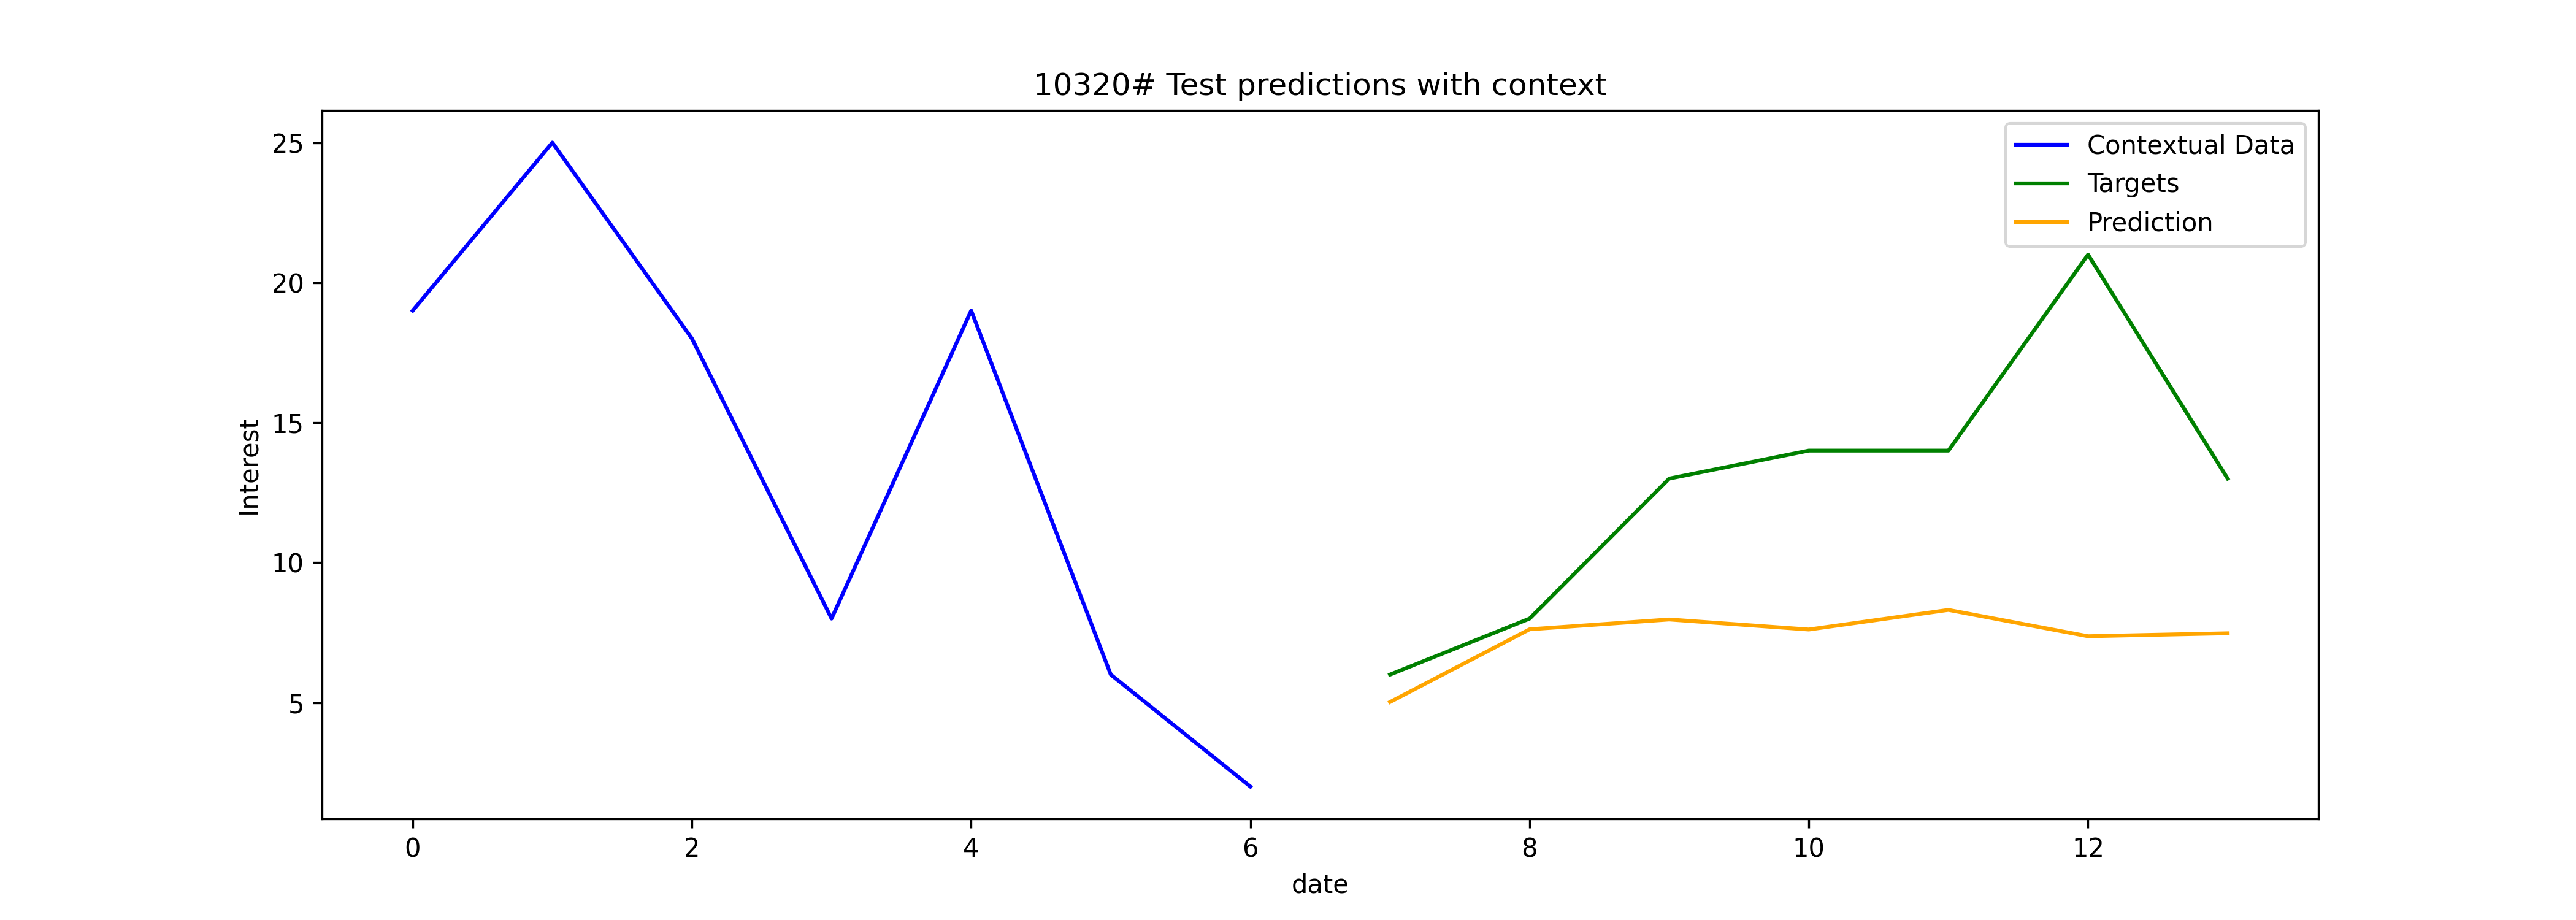 10320# Test predictions with context
Contextual Data
Targets
Prediction
Interest
25
20
15
10
5
0 2 4 6 8 10 12
date